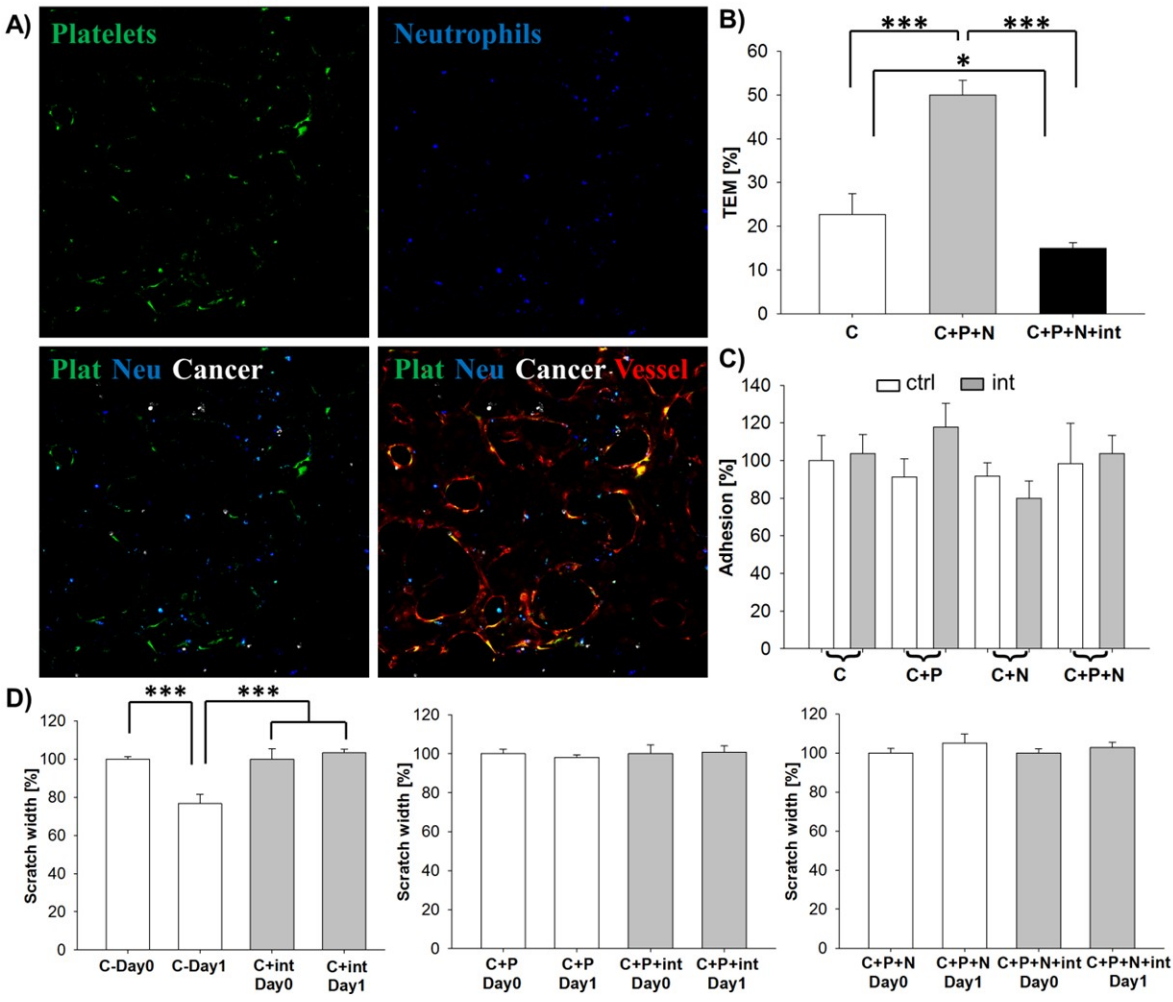 A)
Platelets
Neutrophils
Plat Neu Cancer
Plat Neu Cancer Vessel
B)
*** ***
*
TEM [%]
60
50
40
30
20
10
0
C C+P+N C+P+N+int
C)
ctrl int
Adhesion [%]
140
120
100
80
60
40
20
0
C C+P C+N C+P+N
D)
*** ***
Scratch width [%]
120
100
80
60
40
20
0
C-Day0 C-Day1 C+int C+int
Day0 Day1
Scratch width [%]
120
100
80
60
40
20
0
C+P C+P C+P+int C+P+int
Day0 Day1 Day0 Day1
Scratch width [%]
120
100
80
60
40
20
0
C+P+N C+P+N C+P+N+int C+P+N+int
Day0 Day1 Day0 Day1